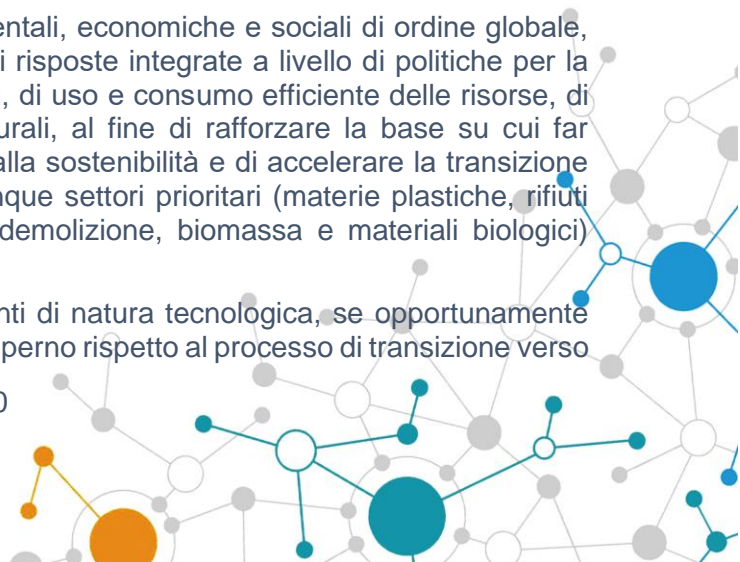 entali, economiche e sociali di ordine globale,
i risposte integrate a livello di politiche per la
, di uso e consumo efficiente delle risorse, di
urali, al fine di rafforzare la base su cui far
alla sostenibilità e di accelerare la transizione
nque settori prioritari (materie plastiche, rifiuti
demolizione, biomassa e materiali biologici)
nti di natura tecnologica, se opportunamente
perno rispetto al processo di transizione verso
0